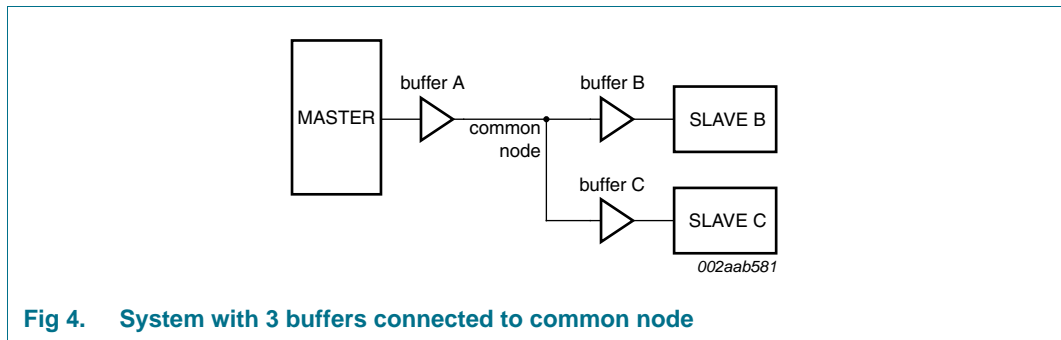 buffer A
buffer B
MASTER
common
node
SLAVE B
buffer C
SLAVE C
002aab581
Fig 4. System with 3 buffers connected to common node